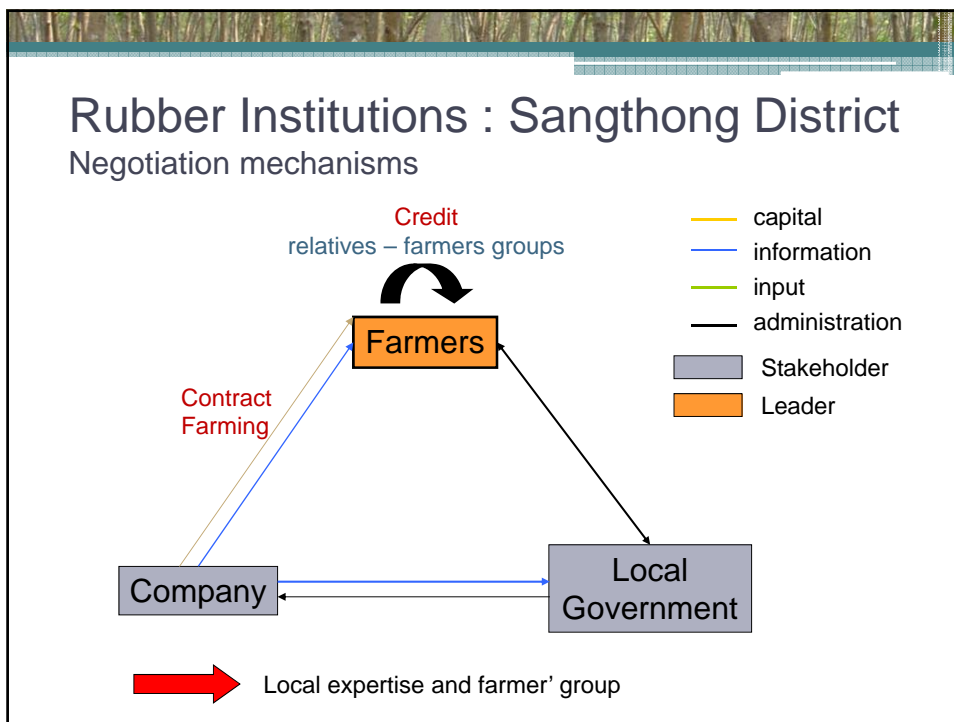 Rubber Institutions : Sangthong District
Negotiation mechanisms
Credit
relatives – farmers groups
capital
information
input
administration
Stakeholder
Leader
Farmers
Contract
Farming
Company
Local
Government
Local expertise and farmer' group